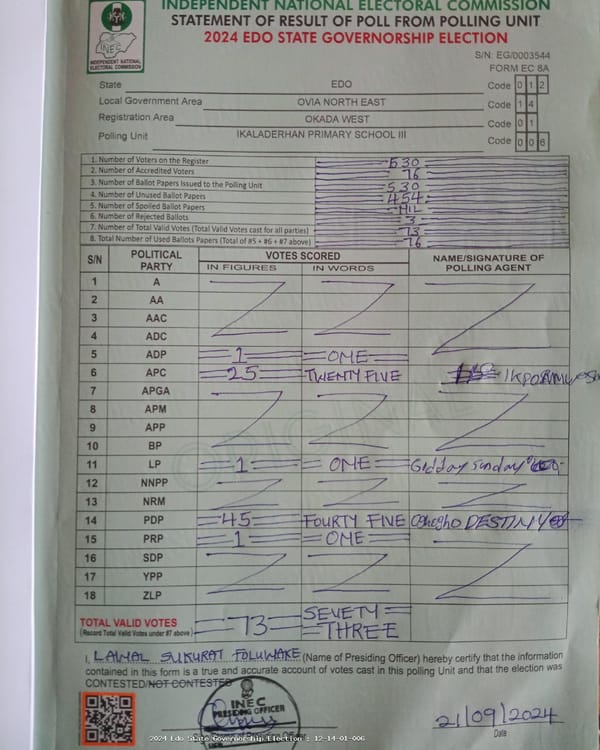 INDEPENDENT NATIONAL ELECTORAL COMMISSION
STATEMENT OF RESULT OF POLL FROM POLLING UNIT
2024 EDO STATE GOVERNORSHIP ELECTION
INEC
INDEPENDENT NATIONAL
ELECTORAL COMMISSION
S/N: EG/0003544
FORM EC 8A
State EDO Code 0 1 2
Local Government Area OVIA NORTH EAST Code 1 4
Registration Area OKADA WEST Code 0 1
Polling Unit IKALADERHAN PRIMARY SCHOOL III Code 0 0 6
1. Number of Voters on the Register 530
2. Number of Accredited Voters 76
3. Number of Ballot Papers Issued to the Polling Unit 530
4. Number of Unused Ballot Papers 454
5. Number of Spoiled Ballot Papers NIL
6. Number of Rejected Ballots 3
7. Number of Total Valid Votes (Total Valid Votes cast for all parties) 73
8. Total Number of Used Ballots Papers (Total of #5 + #6 + #7 above) 76
S/N POLITICAL PARTY VOTES SCORED NAME/SIGNATURE OF POLLING AGENT
IN FIGURES IN WORDS
1 A
2 AA
3 AAC
4 ADC
5 ADP 1 ONE
6 APC 25 TWENTY FIVE
7 APGA
8 APM
9 APP
10 BP
11 LP 1 ONE Godday Sunday
12 NNPP
13 NRM
14 PDP 45 FOURTY FIVE DESTINY
15 PRP 1 ONE
16 SDP
17 YPP
18 ZLP
TOTAL VALID VOTES 73 SEVETY THREE
(Record Total Valid Votes under #7 above)
I, LAWAL SUKURAT FOLUWAKE (Name of Presiding Officer) hereby certify that the information
contained in this form is a true and accurate account of votes cast in this polling Unit and that the election was
CONTESTED/NOT CONTESTED
INEC
PRESIDING OFFICER
21/09/2024
Date
2024 Edo State Governorship Election : 12-14-01-006